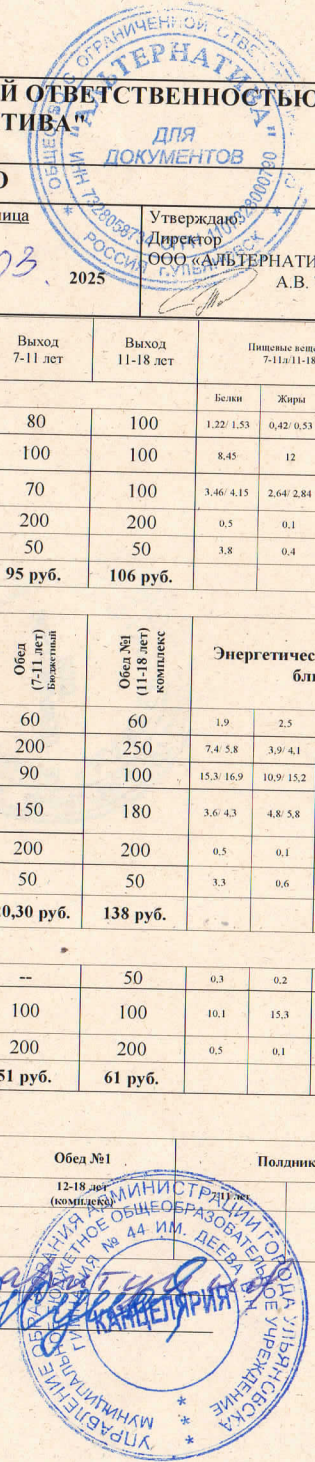 Й ОТВЕТСТВЕННОСТЬЮ
ТИВА"
"АЛЬТЕРНАТИВА"
ДЛЯ
ДОКУМЕНТОВ
РОССИЯ г.УЛЬЯНОВСК
О
ница
03. 2025
Утверждаю:
Директор
ООО «АЛЬТЕРНАТИ
А.В.
Выход
7-11 лет
Выход
11-18 лет
Пищевые веще
7-11л/11-18
Белки Жиры
80 100 1,22/ 1,53 0,42/ 0,53
100 100 8,45 12
70 100 3,46/ 4,15 2,64/ 2,84
200 200 0,5 0,1
50 50 3,8 0,4
95 руб. 106 руб.
Обед
(7-11 лет)
Бюджетный
Обед №1
(11-18 лет)
комплекс
Энергетичес
блю
60 60 1,9 2,5
200 250 7,4/ 5,8 3,9/ 4,1
90 100 15,3/ 16,9 10,9/ 15,2
150 180 3,6/ 4,3 4,8/ 5,8
200 200 0,5 0,1
50 50 3,3 0,6
0,30 руб. 138 руб.
-- 50 0,3 0,2
100 100 10,1 15,3
200 200 0,5 0,1
51 руб. 61 руб.
Обед №1 Полдник
12-18 лет
(комплекс)
7-11 лет
УПРАВЛЕНИЕ ОБРАЗОВАНИЯ АДМИНИСТРАЦИИ ГОРОДА УЛЬЯНОВСКА
МУНИЦИПАЛЬНОЕ БЮДЖЕТНОЕ ОБЩЕОБРАЗОВАТЕЛЬНОЕ УЧРЕЖДЕНИЕ
ГИМНАЗИЯ № 44 ИМ. ДЕЕВА В.Н.
КАНЦЕЛЯРИЯ